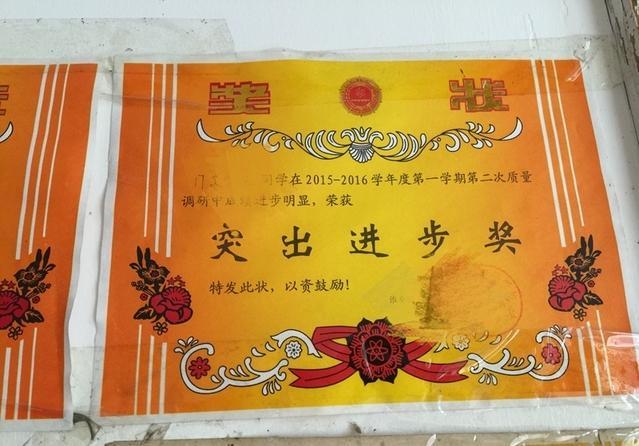 奖 状
同学在2015-2016学年度第一学期第二次质量
调研中成绩进步明显，荣获
突出进步奖
特发此状，以资鼓励！